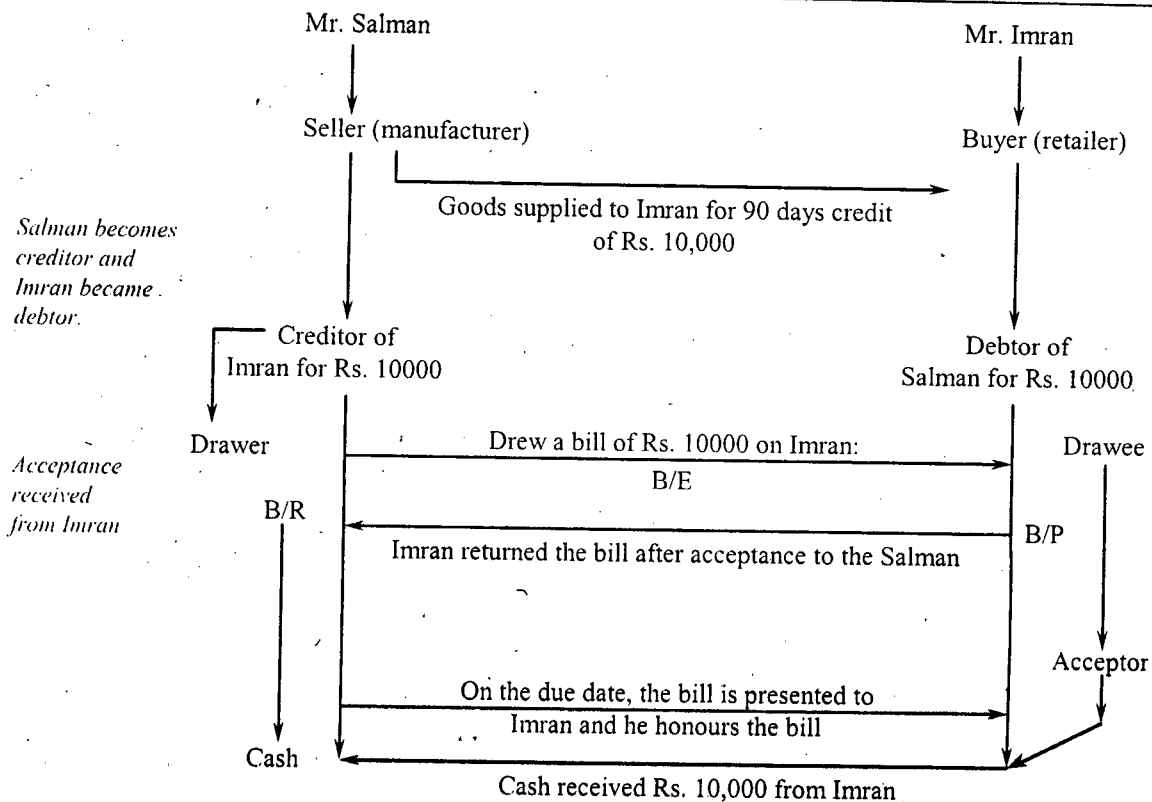 Mr. Salman
Mr. Imran
Seller (manufacturer)
Buyer (retailer)
Goods supplied to Imran for 90 days credit
of Rs. 10,000
Salman becomes
creditor and
Imran became.
debtor.
Creditor of
Imran for Rs. 10000
Debtor of
Salman for Rs. 10000
Drawer
Drew a bill of Rs. 10000 on Imran:
Drawee
B/E
Acceptance
received
from Imran
B/R
B/P
Imran returned the bill after acceptance to the Salman
Acceptor
On the due date, the bill is presented to
Imran and he honours the bill
Cash
Cash received Rs. 10,000 from Imran